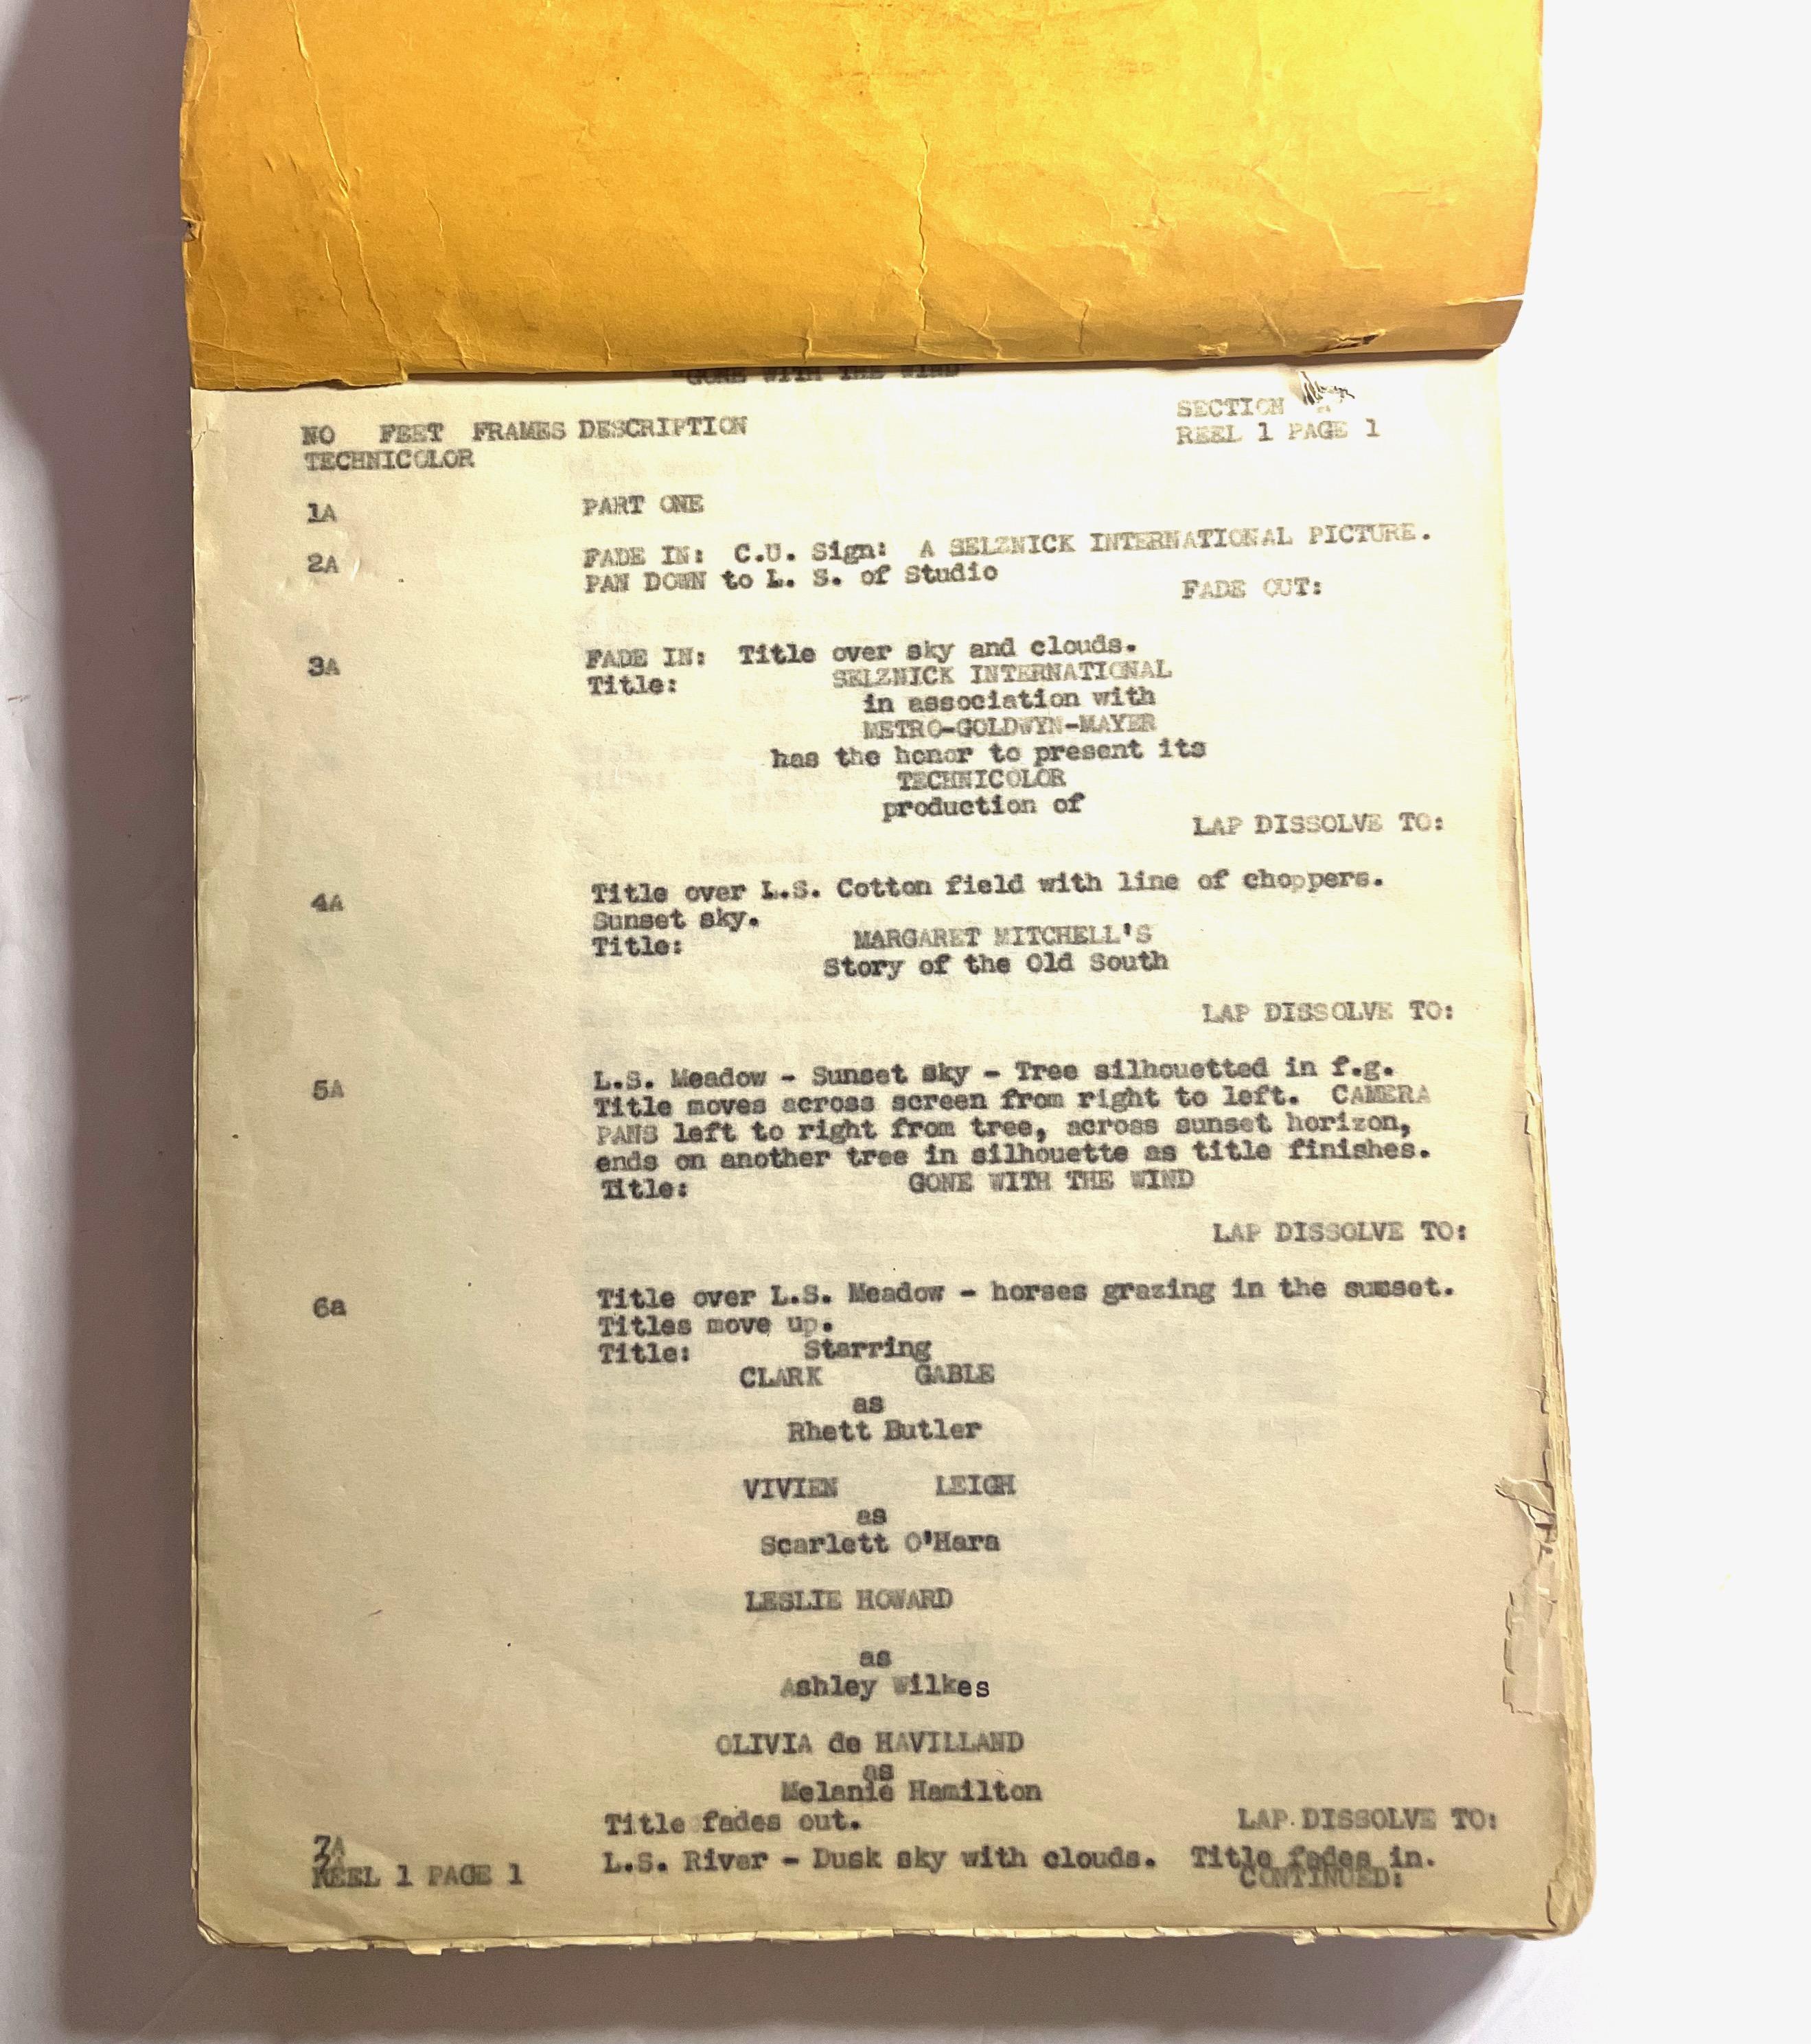 "GONE WITH THE WIND"
SECTION
NO FEET FRAMES DESCRIPTION
REEL 1 PAGE 1
TECHNICOLOR
1A PART ONE
2A FADE IN: C.U. Sign: A SELZNICK INTERNATIONAL PICTURE.
PAN DOWN to L. S. of Studio
FADE OUT:
3A FADE IN: Title over sky and clouds.
Title: SELZNICK INTERNATIONAL
in association with
METRO-GOLDWYN-MAYER
has the honor to present its
TECHNICOLOR
production of
LAP DISSOLVE TO:
4A Title over L.S. Cotton field with line of choppers.
Sunset sky.
Title: MARGARET MITCHELL'S
Story of the Old South
LAP DISSOLVE TO:
5A L.S. Meadow - Sunset sky - Tree silhouetted in f.g.
Title moves across screen from right to left. CAMERA
PANS left to right from tree, across sunset horizon,
ends on another tree in silhouette as title finishes.
Title: GONE WITH THE WIND
LAP DISSOLVE TO:
6a Title over L.S. Meadow - horses grazing in the sunset.
Titles move up.
Title: Starring
CLARK GABLE
as
Rhett Butler
VIVIEN LEIGH
as
Scarlett O'Hara
LESLIE HOWARD
as
Ashley Wilkes
OLIVIA de HAVILLAND
as
Melanie Hamilton
Title fades out. LAP DISSOLVE TO:
7A L.S. River - Dusk sky with clouds. Title fades in.
REEL 1 PAGE 1 CONTINUED: